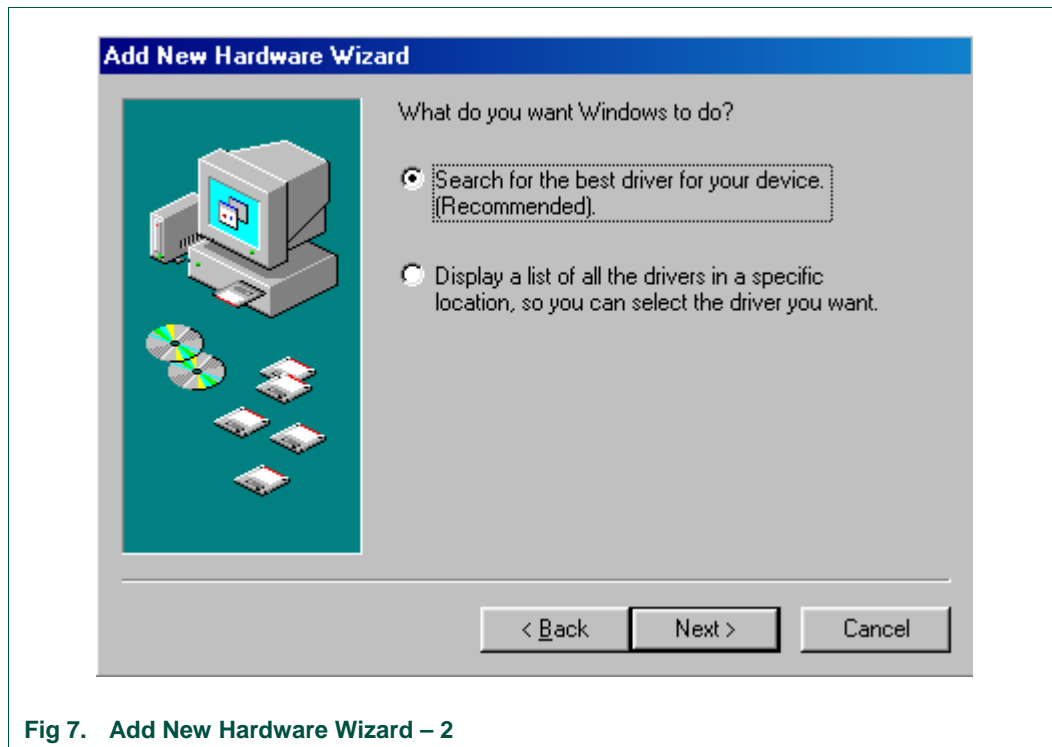 Add New Hardware Wizard
What do you want Windows to do?
Search for the best driver for your device.
(Recommended).
Display a list of all the drivers in a specific
location, so you can select the driver you want.
< Back
Next >
Cancel
Fig 7. Add New Hardware Wizard – 2